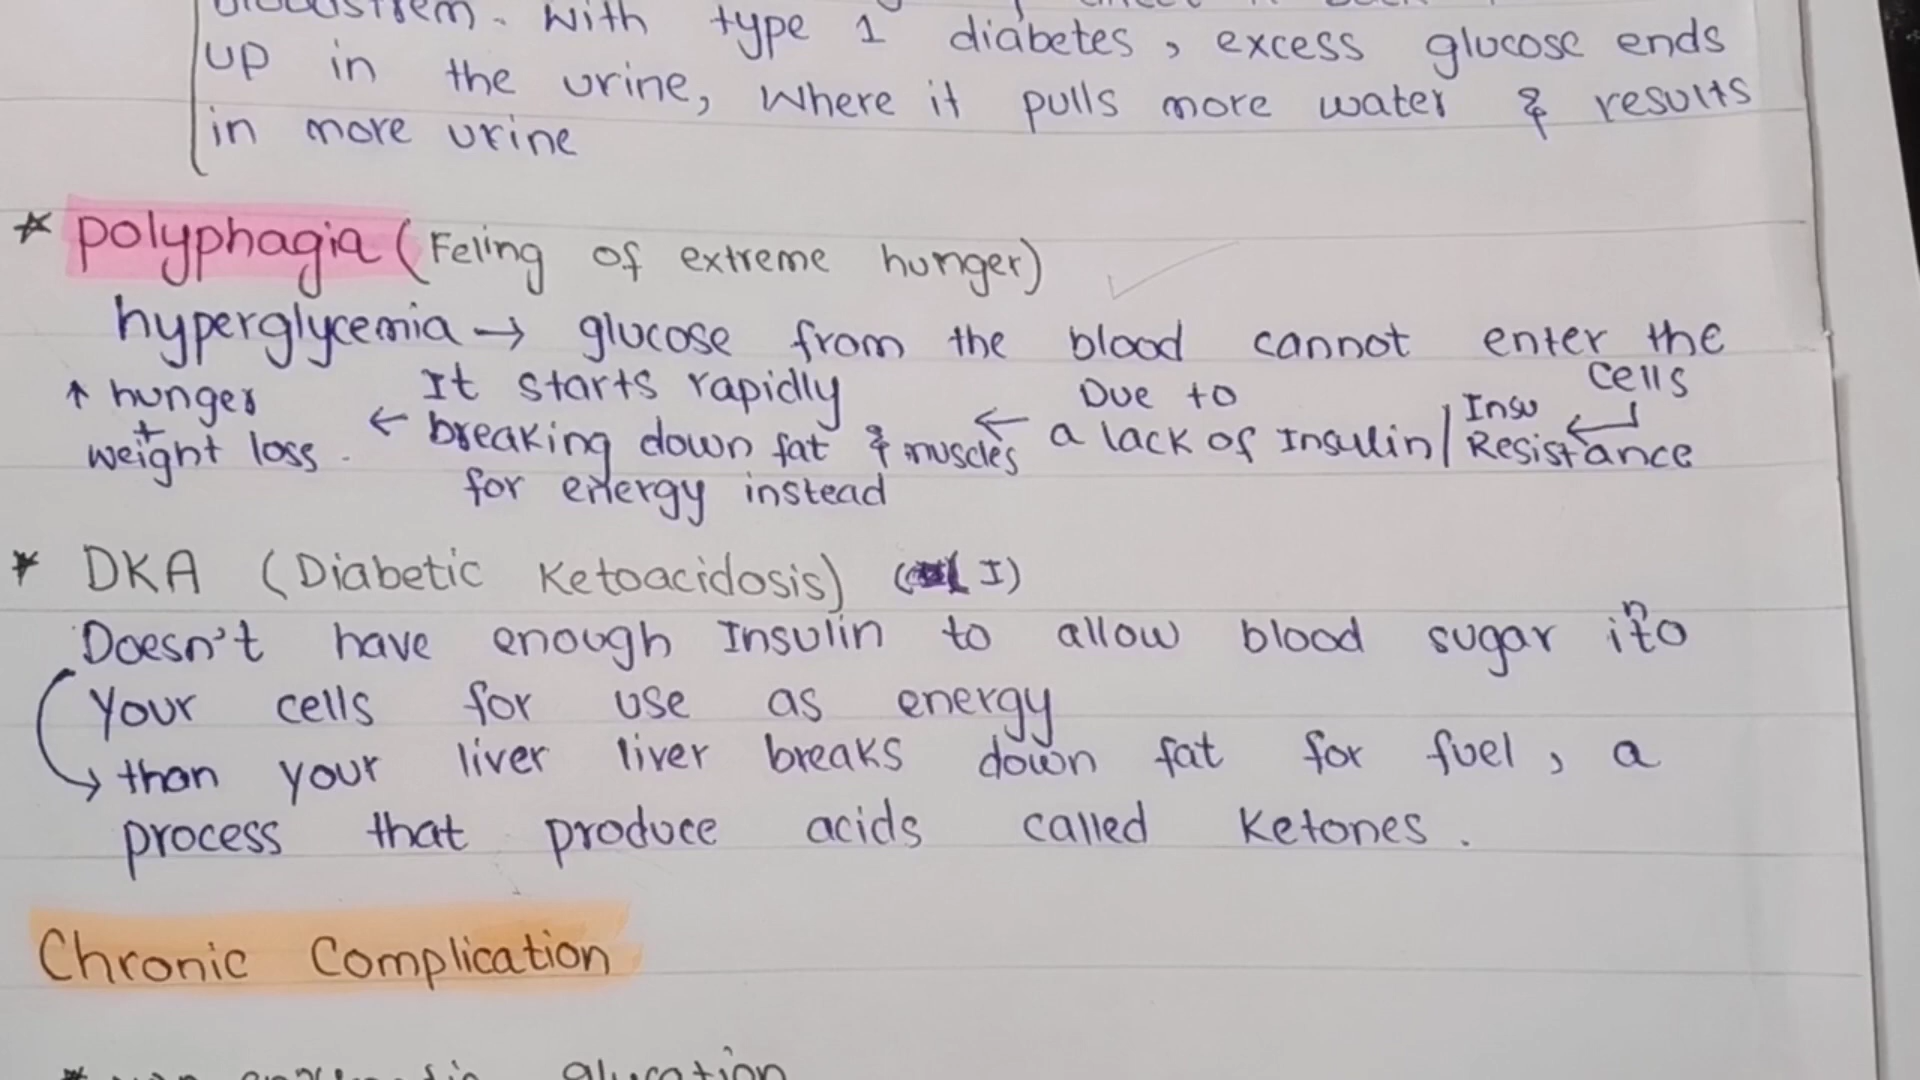 With type 1 diabetes, excess glucose ends
up in the urine, Where it pulls more water & results
in more urine
* polyphagia (Feling of extreme hunger)
hyperglycemia → glucose from the blood cannot enter the
cells
↵ Insu Resistance
/ a lack of Insulin Due to
← It starts rapidly
breaking down fat & muscles
for energy instead
← ↑ hunger
+
weight loss.
* DKA (Diabetic Ketoacidosis) ( I)
Doesn't have enough Insulin to allow blood sugar into
Your cells for use as energy
→ than your liver liver breaks down fat for fuel, a
process that produce acids called Ketones.
Chronic Complication